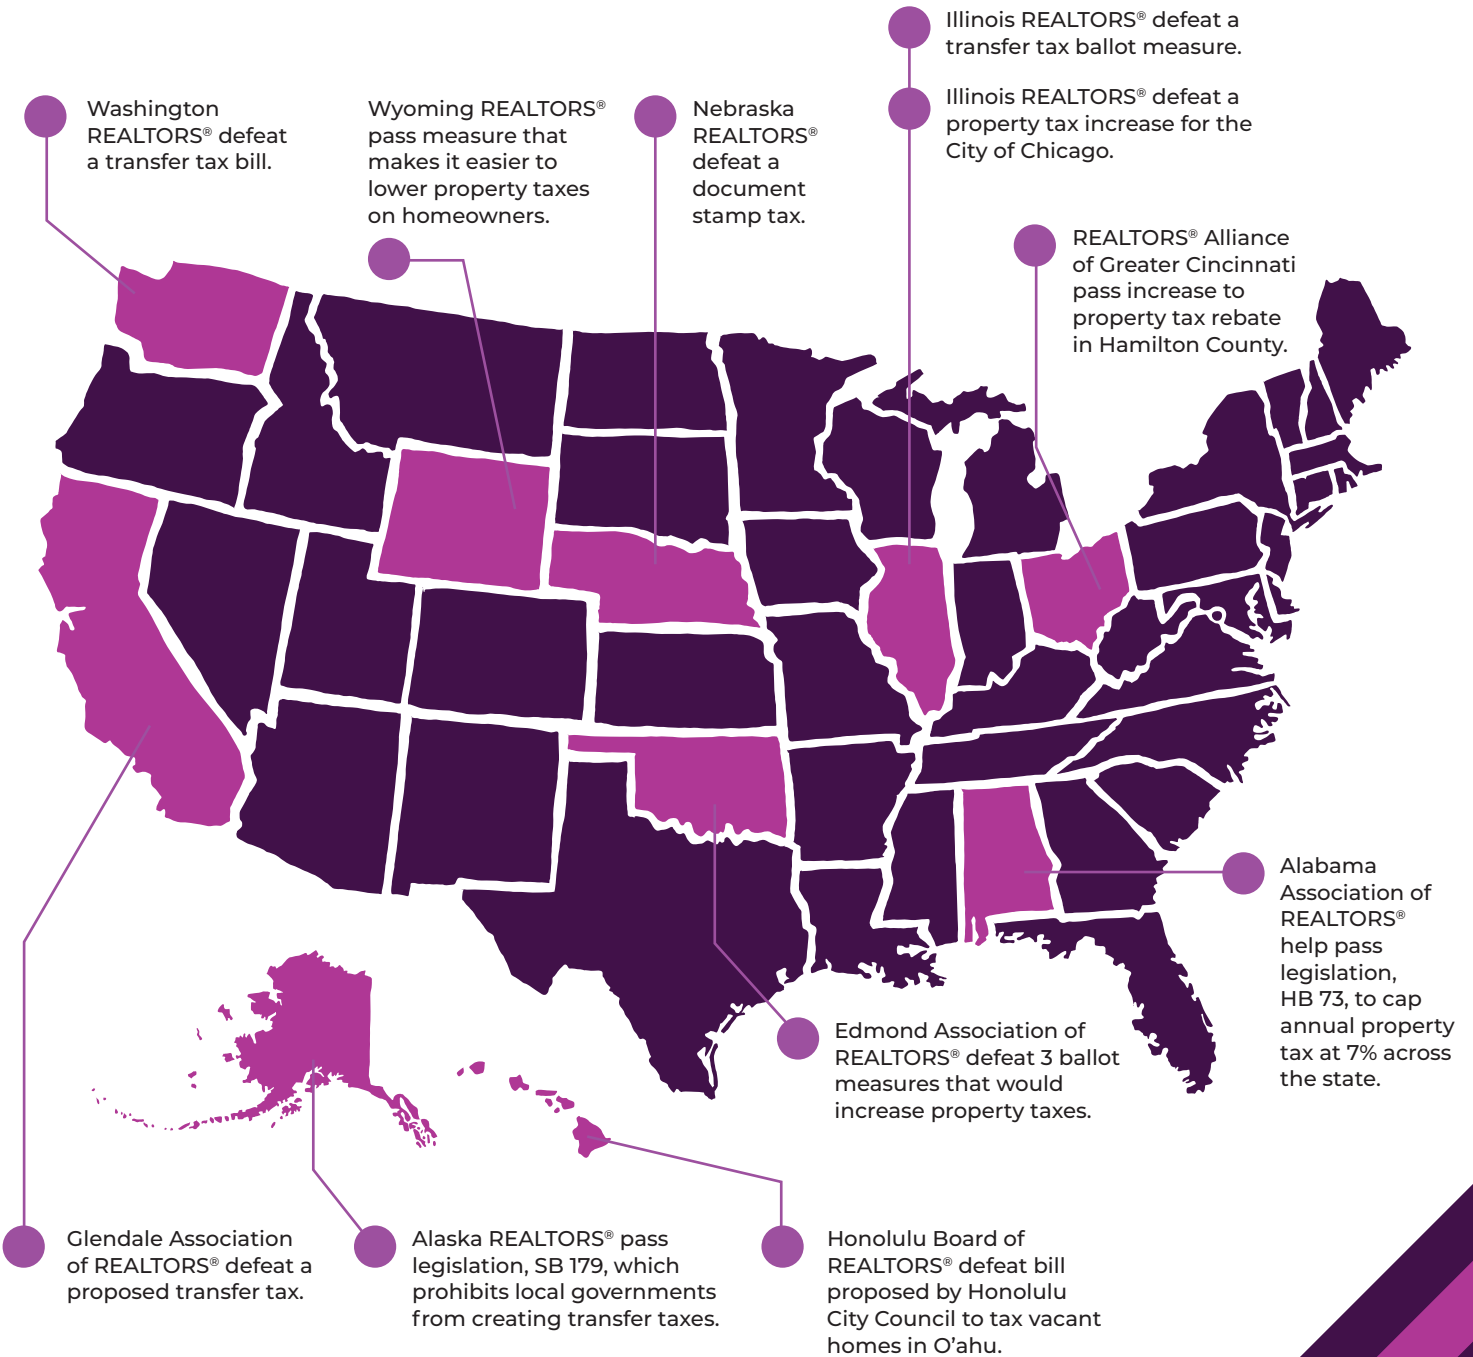 Illinois REALTORS® defeat a
transfer tax ballot measure.
Illinois REALTORS® defeat a
property tax increase for the
City of Chicago.
Washington
REALTORS® defeat
a transfer tax bill.
Wyoming REALTORS®
pass measure that
makes it easier to
lower property taxes
on homeowners.
Nebraska
REALTORS®
defeat a
document
stamp tax.
REALTORS® Alliance
of Greater Cincinnati
pass increase to
property tax rebate
in Hamilton County.
Alabama
Association of
REALTORS®
help pass
legislation,
HB 73, to cap
annual property
tax at 7% across
the state.
Edmond Association of
REALTORS® defeat 3 ballot
measures that would
increase property taxes.
Glendale Association
of REALTORS® defeat a
proposed transfer tax.
Alaska REALTORS® pass
legislation, SB 179, which
prohibits local governments
from creating transfer taxes.
Honolulu Board of
REALTORS® defeat bill
proposed by Honolulu
City Council to tax vacant
homes in O'ahu.